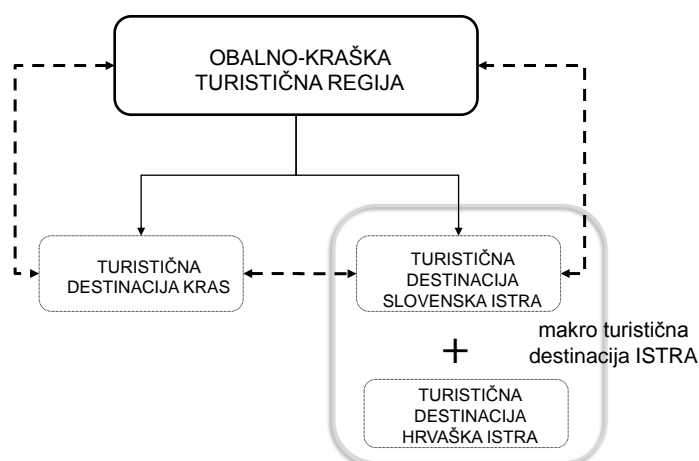 OBALNO-KRAŠKA
TURISTIČNA REGIJA
TURISTIČNA
DESTINACIJA KRAS
TURISTIČNA
DESTINACIJA
SLOVENSKA ISTRA
+
makro turistična
destinacija ISTRA
TURISTIČNA
DESTINACIJA
HRVAŠKA ISTRA